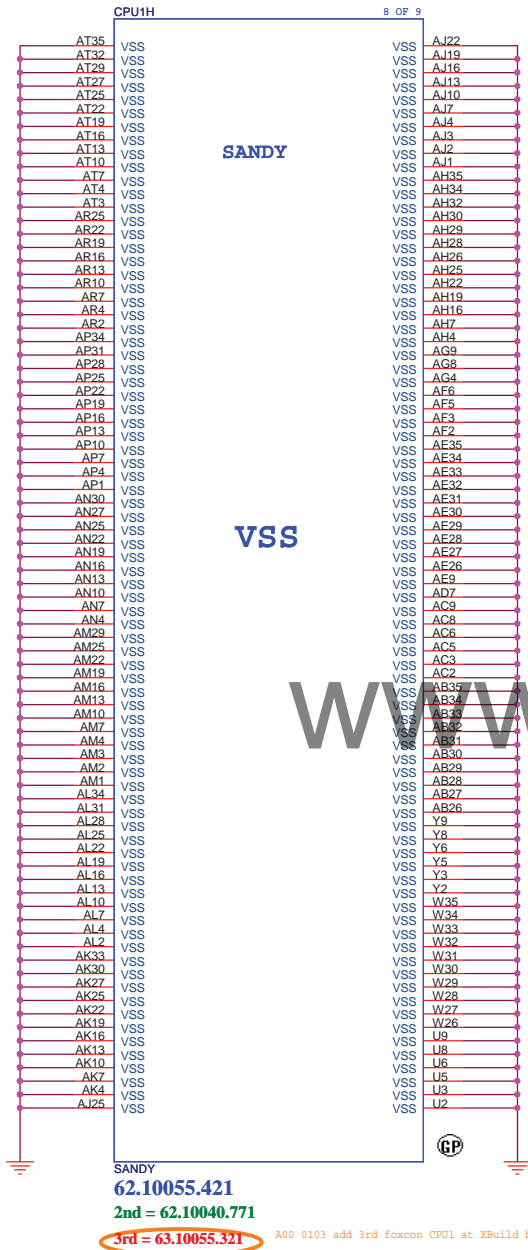 CPU1H 8 OF 9
AT35 VSS VSS AJ22
AT32 VSS VSS AJ19
AT29 VSS VSS AJ16
AT27 VSS VSS AJ13
AT25 VSS VSS AJ10
AT22 VSS VSS AJ7
AT19 VSS VSS AJ4
AT16 VSS VSS AJ3
AT13 VSS VSS AJ2
SANDY
AT10 VSS VSS AJ1
AT7 VSS VSS AH35
AT4 VSS VSS AH34
AT3 VSS VSS AH32
AR25 VSS VSS AH30
AR22 VSS VSS AH29
AR19 VSS VSS AH28
AR16 VSS VSS AH26
AR13 VSS VSS AH25
AR10 VSS VSS AH22
AR7 VSS VSS AH19
AR4 VSS VSS AH16
AR2 VSS VSS AH7
AP34 VSS VSS AH4
AP31 VSS VSS AG9
AP28 VSS VSS AG8
AP25 VSS VSS AG4
AP22 VSS VSS AF6
AP19 VSS VSS AF5
AP16 VSS VSS AF3
AP13 VSS VSS AF2
AP10 VSS VSS AE35
AP7 VSS VSS AE34
AP4 VSS VSS AE33
AP1 VSS VSS AE32
AN30 VSS VSS AE31
AN27 VSS VSS AE30
AN25 VSS VSS AE29
VSS
AN22 VSS VSS AE28
AN19 VSS VSS AE27
AN16 VSS VSS AE26
AN13 VSS VSS AE9
AN10 VSS VSS AD7
AN7 VSS VSS AC9
AN4 VSS VSS AC8
AM29 VSS VSS AC6
AM25 VSS VSS AC5
AM22 VSS VSS AC3
AM19 VSS VSS AC2
AM16 VSS VSS AB35
AM13 VSS VSS AB34
AM10 VSS VSS AB33
AM7 VSS VSS AB32
AM4 VSS VSS AB31
AM3 VSS VSS AB30
AM2 VSS VSS AB29
AM1 VSS VSS AB28
AL34 VSS VSS AB27
AL31 VSS VSS AB26
AL28 VSS VSS Y9
AL25 VSS VSS Y8
AL22 VSS VSS Y6
AL19 VSS VSS Y5
AL16 VSS VSS Y3
AL13 VSS VSS Y2
AL10 VSS VSS W35
AL7 VSS VSS W34
AL4 VSS VSS W33
AL2 VSS VSS W32
AK33 VSS VSS W31
AK30 VSS VSS W30
AK27 VSS VSS W29
AK25 VSS VSS W28
AK22 VSS VSS W27
AK19 VSS VSS W26
AK16 VSS VSS U9
AK13 VSS VSS U8
AK10 VSS VSS U6
AK7 VSS VSS U5
AK4 VSS VSS U3
AJ25 VSS VSS U2
GP
SANDY
62.10055.421
2nd = 62.10040.771
3rd = 63.10055.321 A00 0103 add 3rd foxcon CPU1 at XBuild